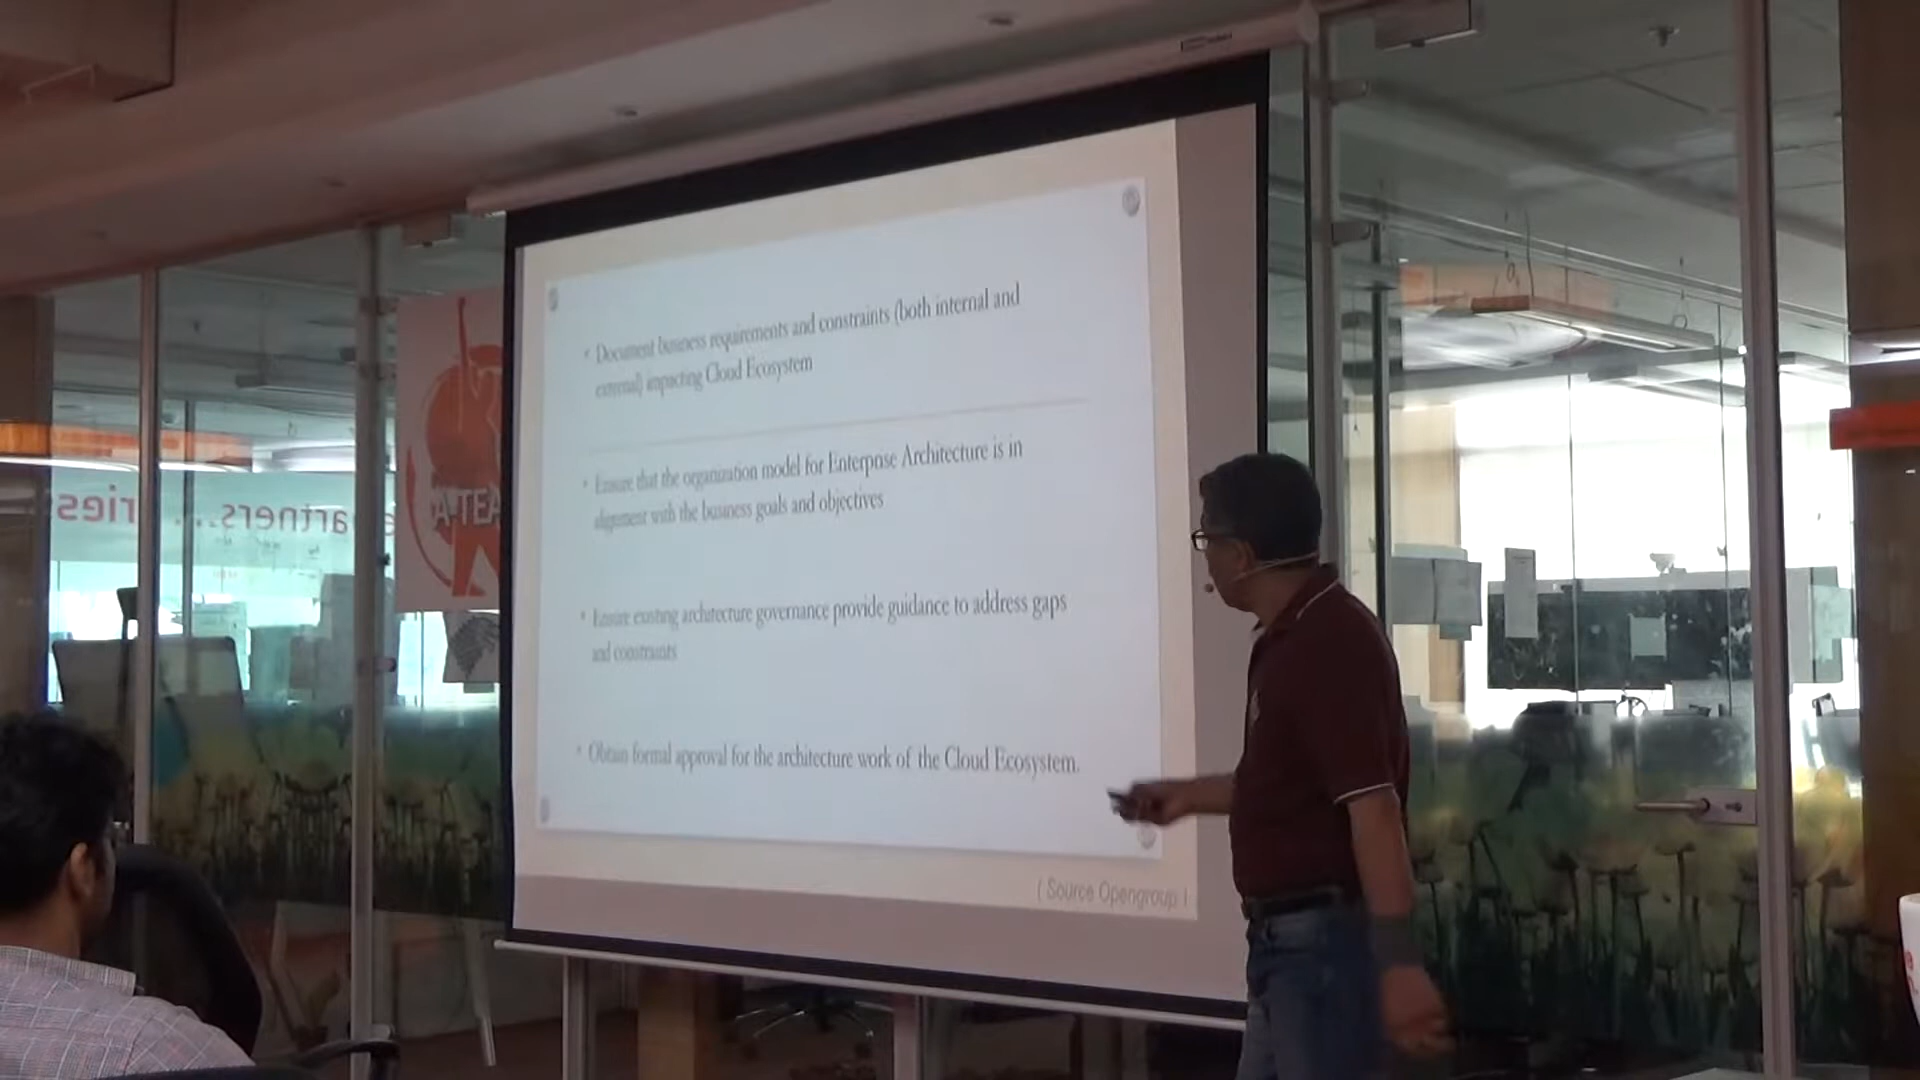 • Document business requirements and constraints (both internal and
external) impacting Cloud Ecosystem
• Ensure that the organization model for Enterprise Architecture is in
alignment with the business goals and objectives
• Ensure existing architecture governance provide guidance to address gaps
and constraints
• Obtain formal approval for the architecture work of the Cloud Ecosystem.
( Source Opengroup )
A-TEA